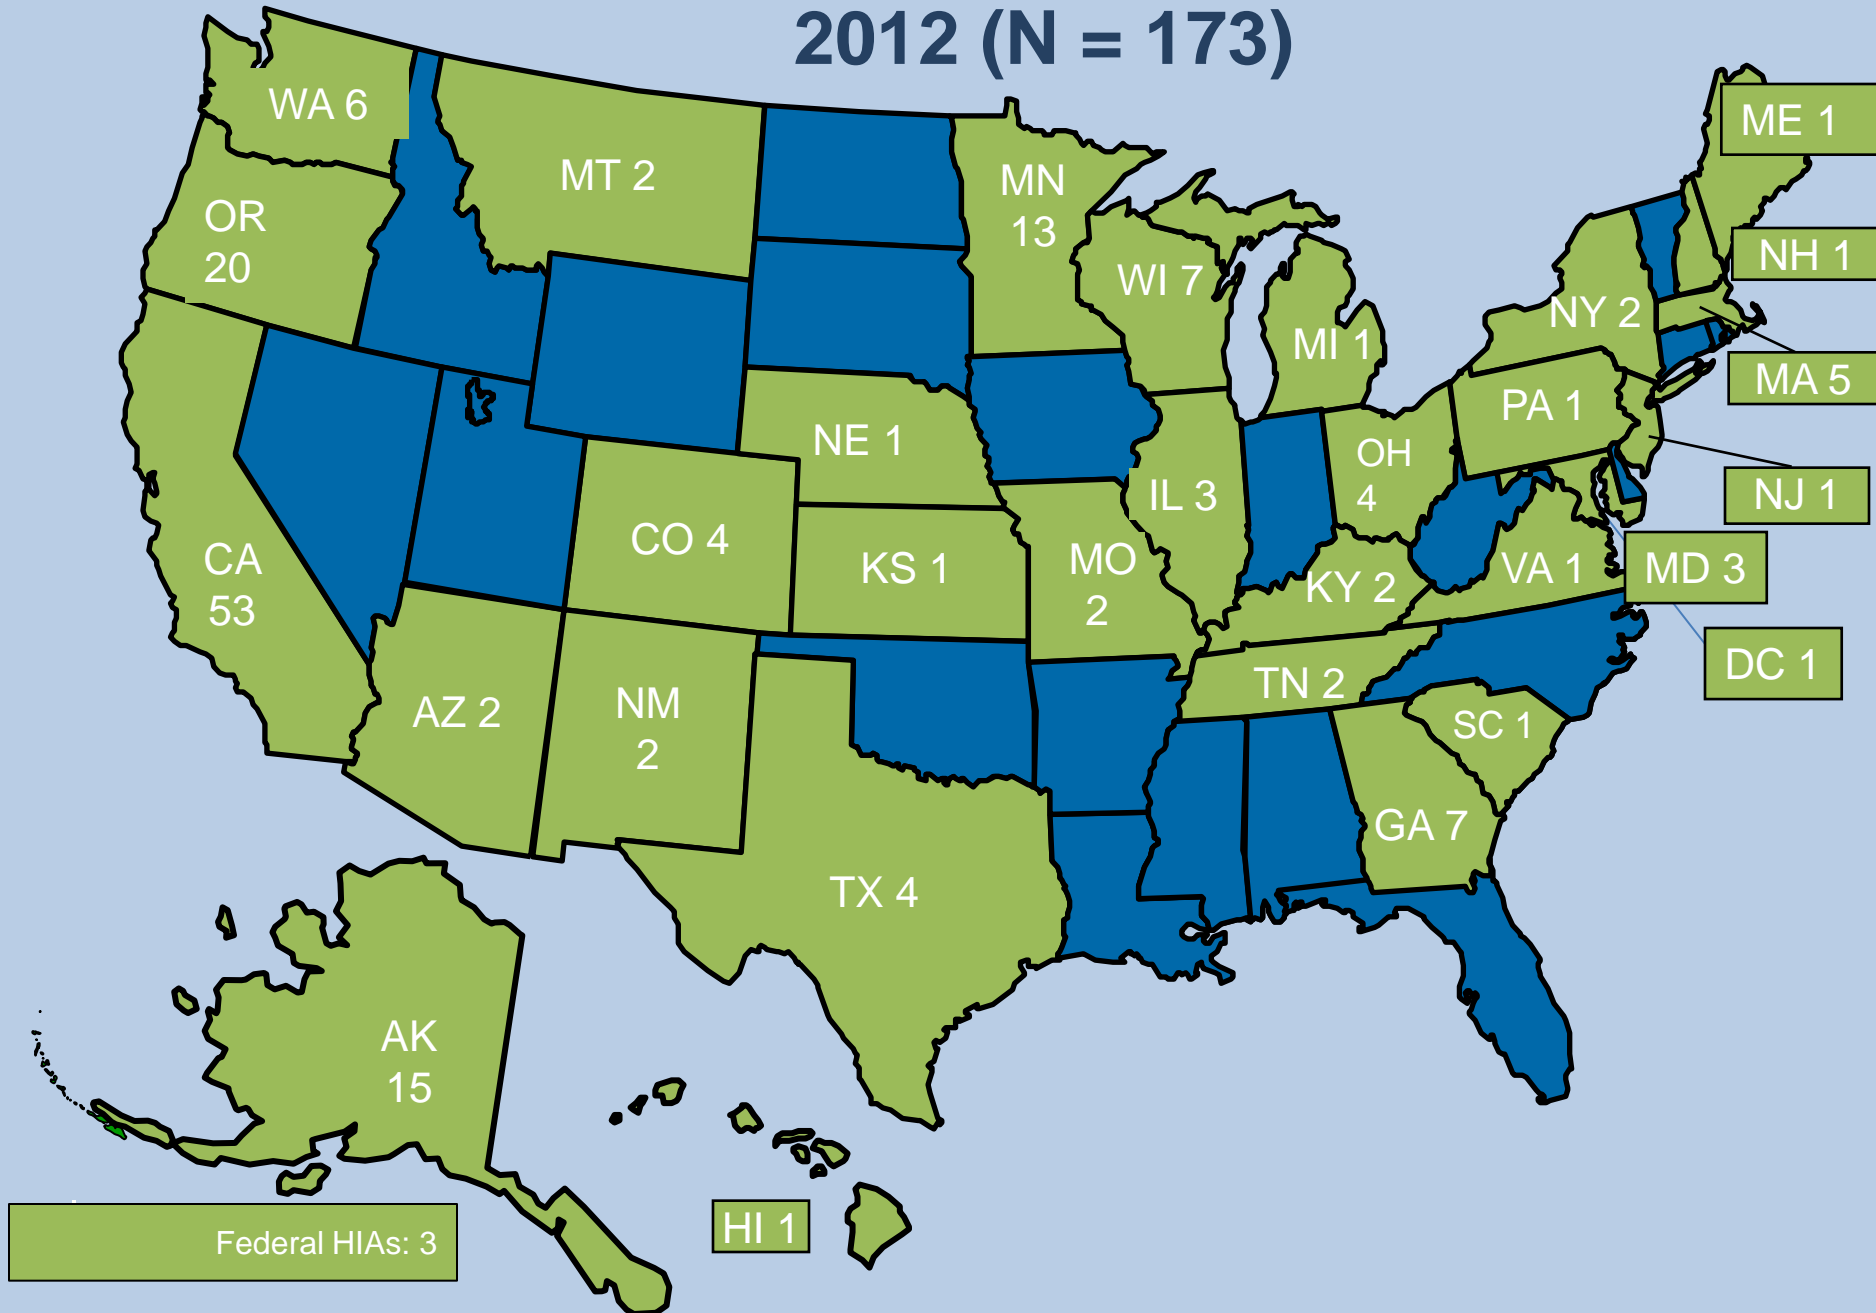 2012 (N = 173)
WA 6
MT 2
MN
13
ME 1
OR
20
WI 7
NH 1
NY 2
MI 1
MA 5
PA 1
NE 1
OH
4
IL 3
NJ 1
CA
53
CO 4
KS 1
MO
2
KY 2
VA 1
MD 3
DC 1
AZ 2
NM
2
TN 2
SC 1
GA 7
TX 4
AK
15
HI 1
Federal HIAs: 3